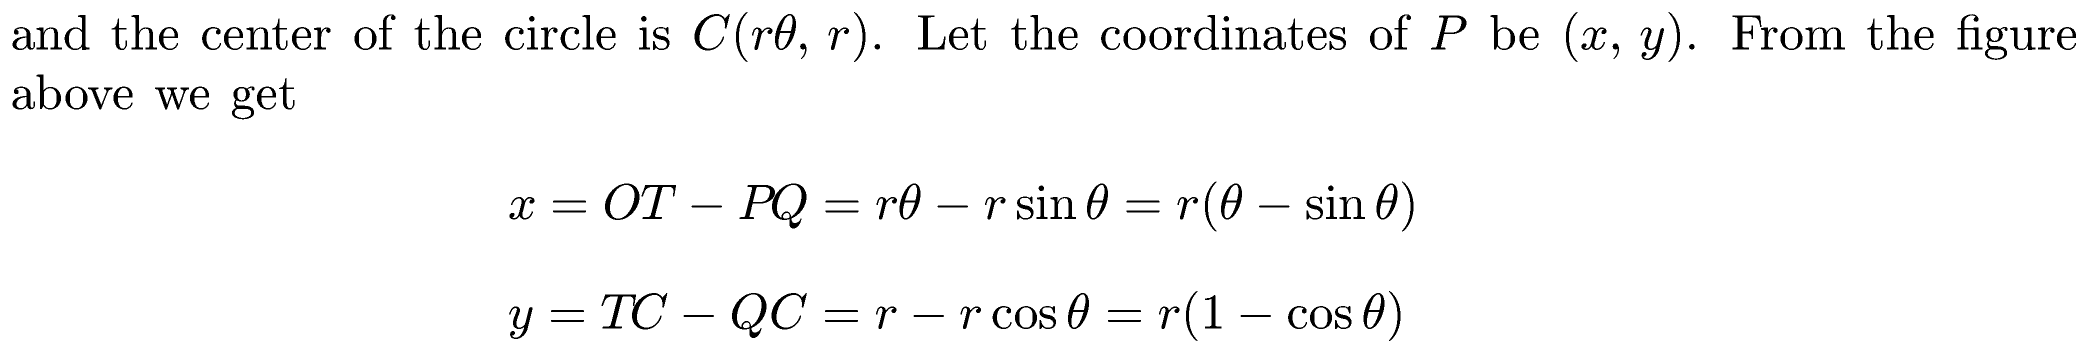 and the center of the circle is C(rθ, r). Let the coordinates of P be (x, y). From the figure
above we get
x = OT − PQ = rθ − r sin θ = r(θ − sin θ)
y = TC − QC = r − r cos θ = r(1 − cos θ)